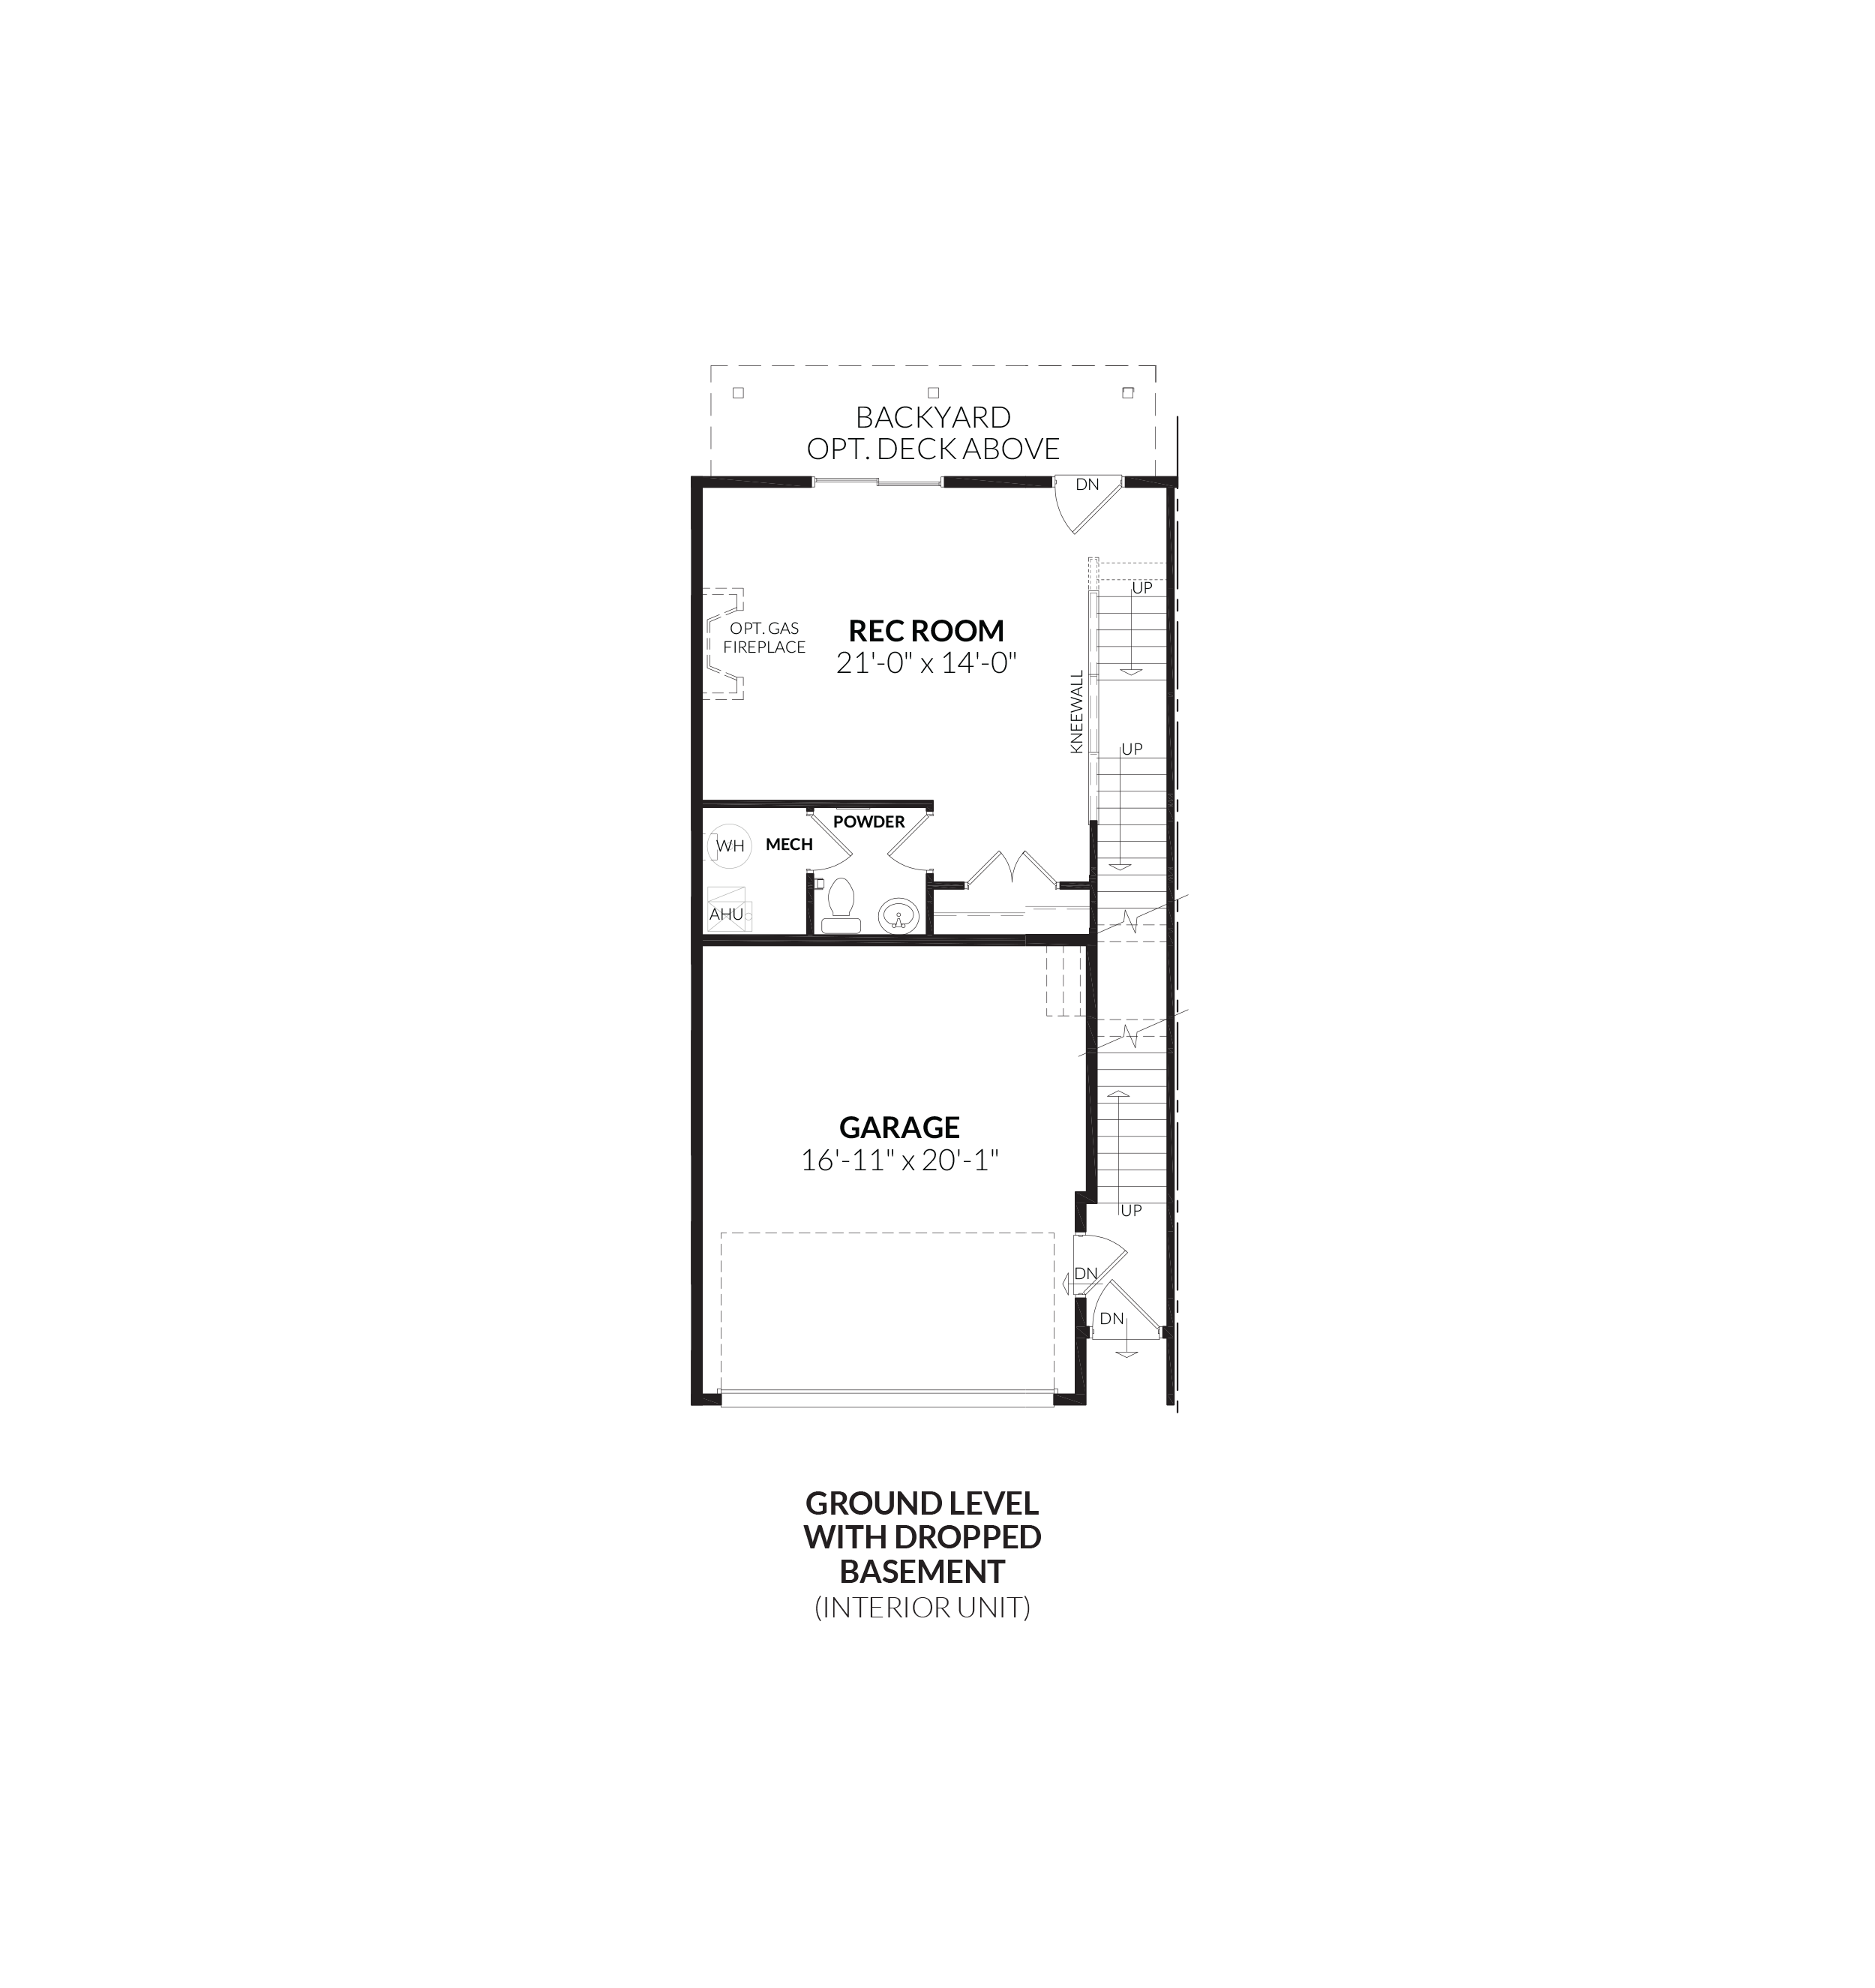 BACKYARD
OPT. DECK ABOVE
DN
UP
OPT. GAS
FIREPLACE
REC ROOM
21'-0" x 14'-0"
KNEEWALL
UP
POWDER
WH
MECH
AHU
GARAGE
16'-11" x 20'-1"
UP
DN
DN
GROUND LEVEL
WITH DROPPED
BASEMENT
(INTERIOR UNIT)